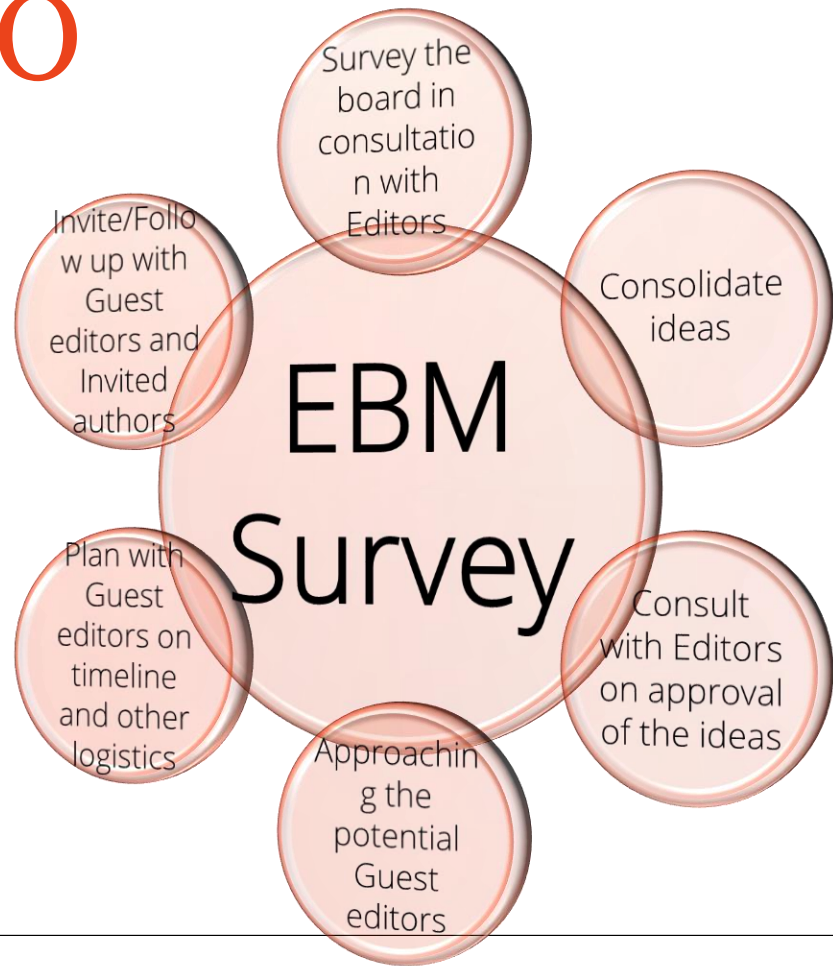 O
Survey the
board in
consultatio
n with
Editors
Consolidate
ideas
Consult
with Editors
on approval
of the ideas
Approachin
g the
potential
Guest
editors
Plan with
Guest
editors on
timeline
and other
logistics
Invite/Follo
w up with
Guest
editors and
Invited
authors
EBM
Survey